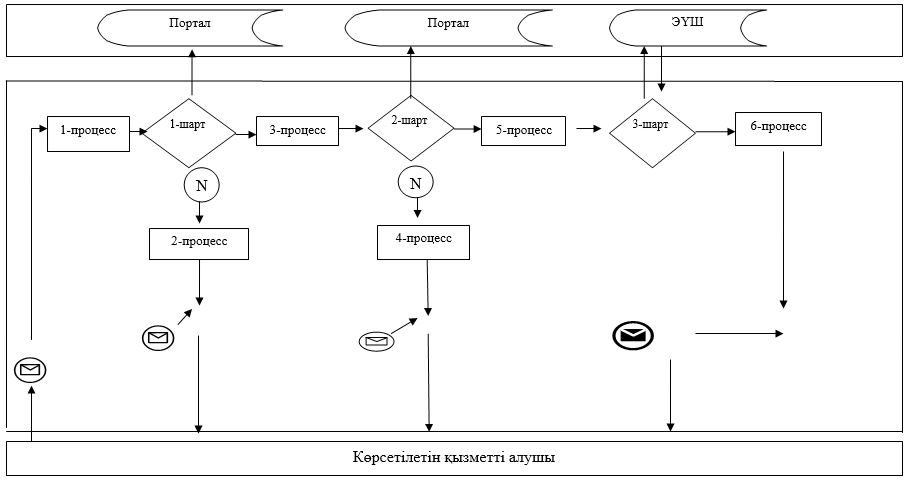 Портал Портал ЭҮШ
1-процесс 1-шарт 3-процесс 2-шарт 5-процесс 3-шарт 6-процесс
N N
2-процесс 4-процесс
Көрсетілетін қызметті алушы